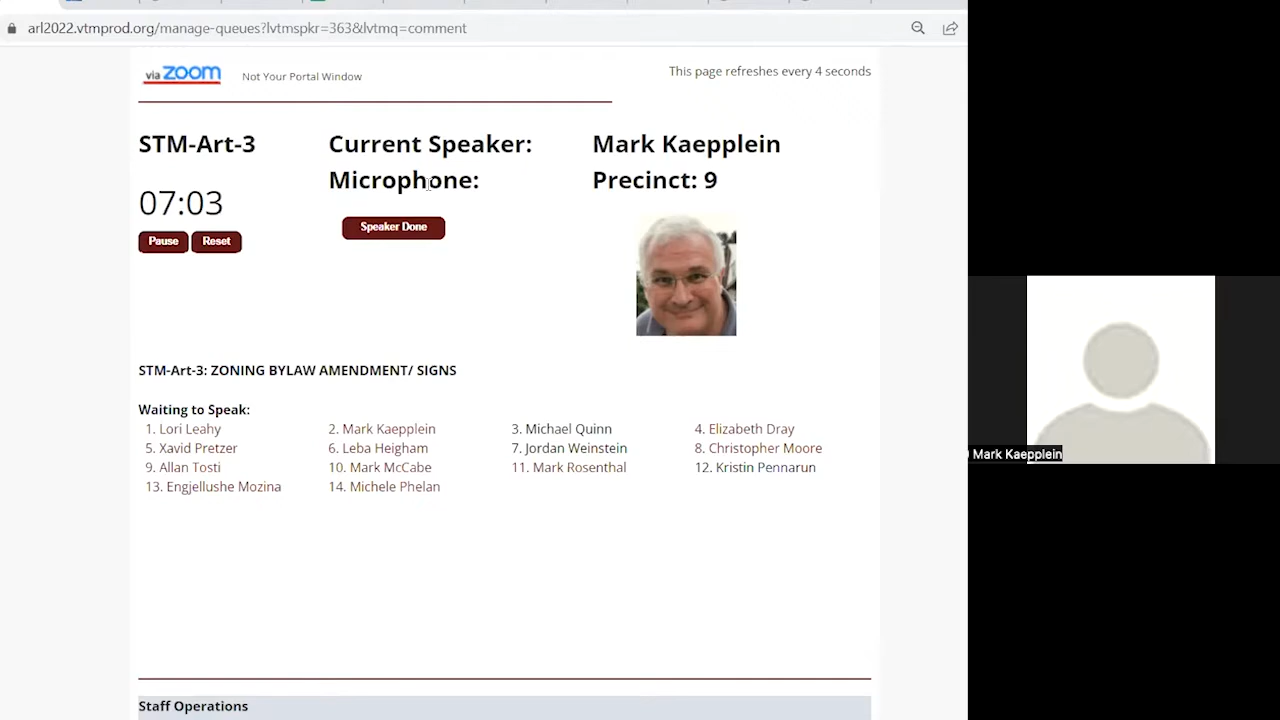 arl2022.vtmprod.org/manage-queues?lvtmspkr=363&lvtmq=comment
via zoom Not Your Portal Window This page refreshes every 4 seconds
STM-Art-3 Current Speaker: Mark Kaepplein
Microphone: Precinct: 9
07:03
Speaker Done
Pause Reset
STM-Art-3: ZONING BYLAW AMENDMENT/ SIGNS
Waiting to Speak:
1. Lori Leahy 2. Mark Kaepplein 3. Michael Quinn 4. Elizabeth Dray
5. Xavid Pretzer 6. Leba Heigham 7. Jordan Weinstein 8. Christopher Moore
9. Allan Tosti 10. Mark McCabe 11. Mark Rosenthal 12. Kristin Pennarun
13. Engjellushe Mozina 14. Michele Phelan
Mark Kaepplein
Staff Operations